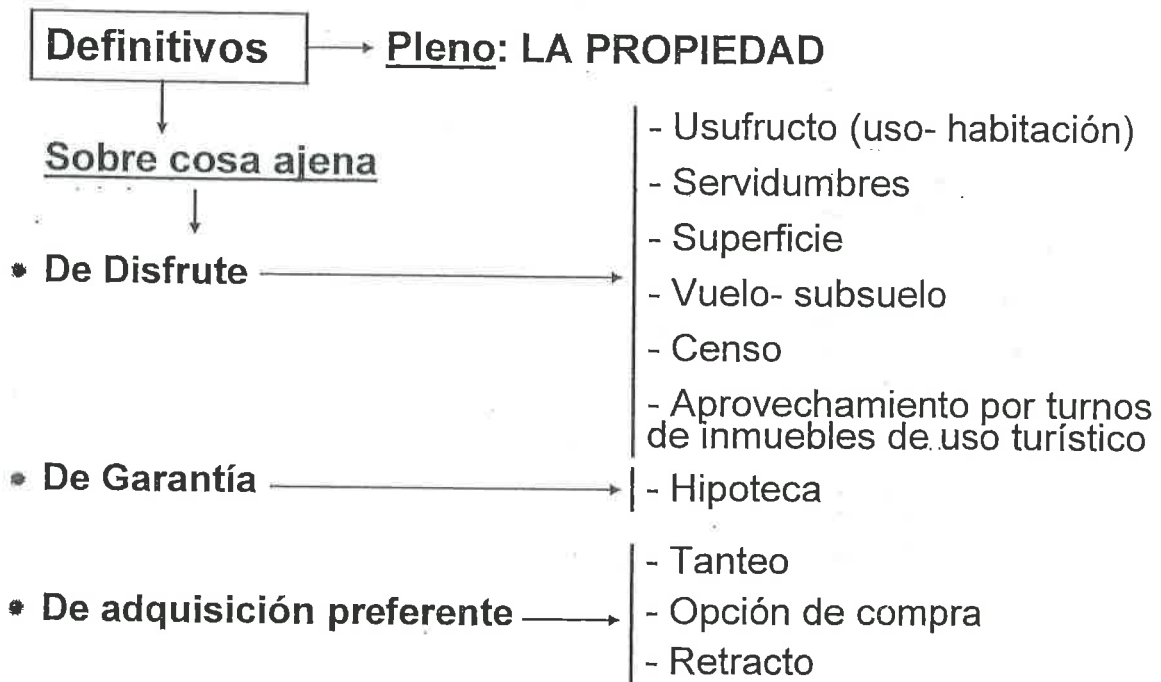 Definitivos
Pleno: LA PROPIEDAD
Sobre cosa ajena
• De Disfrute
- Usufructo (uso- habitación)
- Servidumbres
- Superficie
- Vuelo- subsuelo
- Censo
- Aprovechamiento por turnos
de inmuebles de uso turístico
• De Garantía
- Hipoteca
• De adquisición preferente
- Tanteo
- Opción de compra
- Retracto